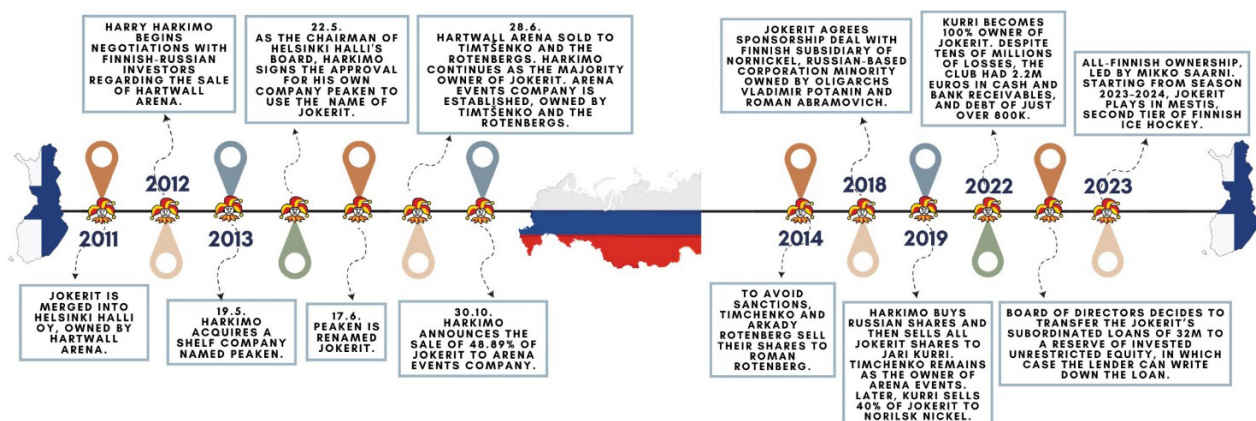 HARRY HARKIMO
BEGINS
NEGOTIATIONS WITH
FINNISH-RUSSIAN
INVESTORS
REGARDING THE SALE
OF HARTWALL
ARENA.
22.5.
AS THE CHAIRMAN OF
HELSINKI HALLI'S
BOARD, HARKIMO
SIGNS THE APPROVAL
FOR HIS OWN
COMPANY PEAKEN TO
USE THE NAME OF
JOKERIT.
28.6.
HARTWALL ARENA SOLD TO
TIMTŠENKO AND THE
ROTENBERGS. HARKIMO
CONTINUES AS THE MAJORITY
OWNER OF JOKERIT. ARENA
EVENTS COMPANY IS
ESTABLISHED, OWNED BY
TIMTŠENKO AND THE
ROTENBERGS.
JOKERIT AGREES
SPONSORSHIP DEAL WITH
FINNISH SUBSIDIARY OF
NORNICKEL, RUSSIAN-BASED
CORPORATION MINORITY
OWNED BY OLIGARCHS
VLADIMIR POTANIN AND
ROMAN ABRAMOVICH.
KURRI BECOMES
100% OWNER OF
JOKERIT. DESPITE
TENS OF MILLIONS
OF LOSSES, THE
CLUB HAD 2.2M
EUROS IN CASH AND
BANK RECEIVABLES,
AND DEBT OF JUST
OVER 800K.
ALL-FINNISH OWNERSHIP,
LED BY MIKKO SAARNI.
STARTING FROM SEASON
2023-2024, JOKERIT
PLAYS IN MESTIS,
SECOND TIER OF FINNISH
ICE HOCKEY.
2011
2012
2013
2014
2018
2019
2022
2023
JOKERIT IS
MERGED INTO
HELSINKI HALLI
OY, OWNED BY
HARTWALL
ARENA.
19.5.
HARKIMO
ACQUIRES A
SHELF COMPANY
NAMED PEAKEN.
17.6.
PEAKEN IS
RENAMED
JOKERIT.
30.10.
HARKIMO
ANNOUNCES THE
SALE OF 48.89% OF
JOKERIT TO ARENA
EVENTS COMPANY.
TO AVOID
SANCTIONS,
TIMCHENKO AND
ARKADY
ROTENBERG SELL
THEIR SHARES TO
ROMAN
ROTENBERG.
HARKIMO BUYS
RUSSIAN SHARES AND
THEN SELLS ALL
JOKERIT SHARES TO
JARI KURRI.
TIMCHENKO REMAINS
AS THE OWNER OF
ARENA EVENTS.
LATER, KURRI SELLS
40% OF JOKERIT TO
NORILSK NICKEL.
BOARD OF DIRECTORS DECIDES TO
TRANSFER THE JOKERIT'S
SUBORDINATED LOANS OF 32M TO
A RESERVE OF INVESTED
UNRESTRICTED EQUITY, IN WHICH
CASE THE LENDER CAN WRITE
DOWN THE LOAN.